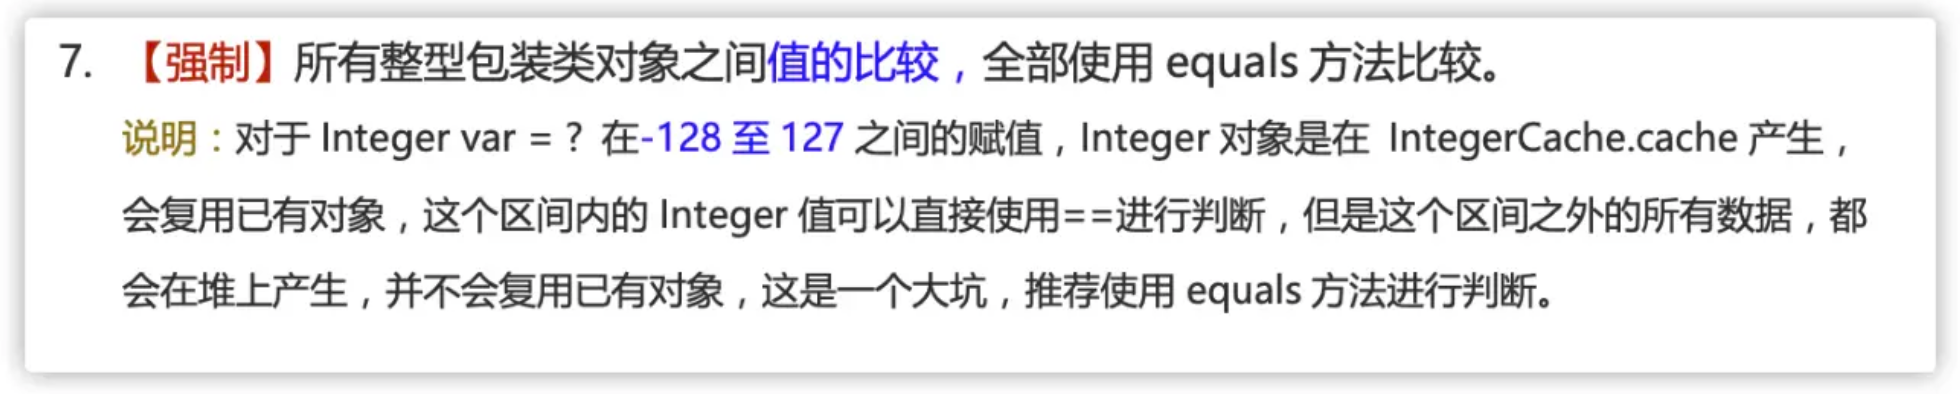 7. 【强制】所有整型包装类对象之间值的比较，全部使用 equals 方法比较。
说明：对于 Integer var = ? 在-128 至 127 之间的赋值，Integer 对象是在 IntegerCache.cache 产生，
会复用已有对象，这个区间内的 Integer 值可以直接使用==进行判断，但是这个区间之外的所有数据，都
会在堆上产生，并不会复用已有对象，这是一个大坑，推荐使用 equals 方法进行判断。